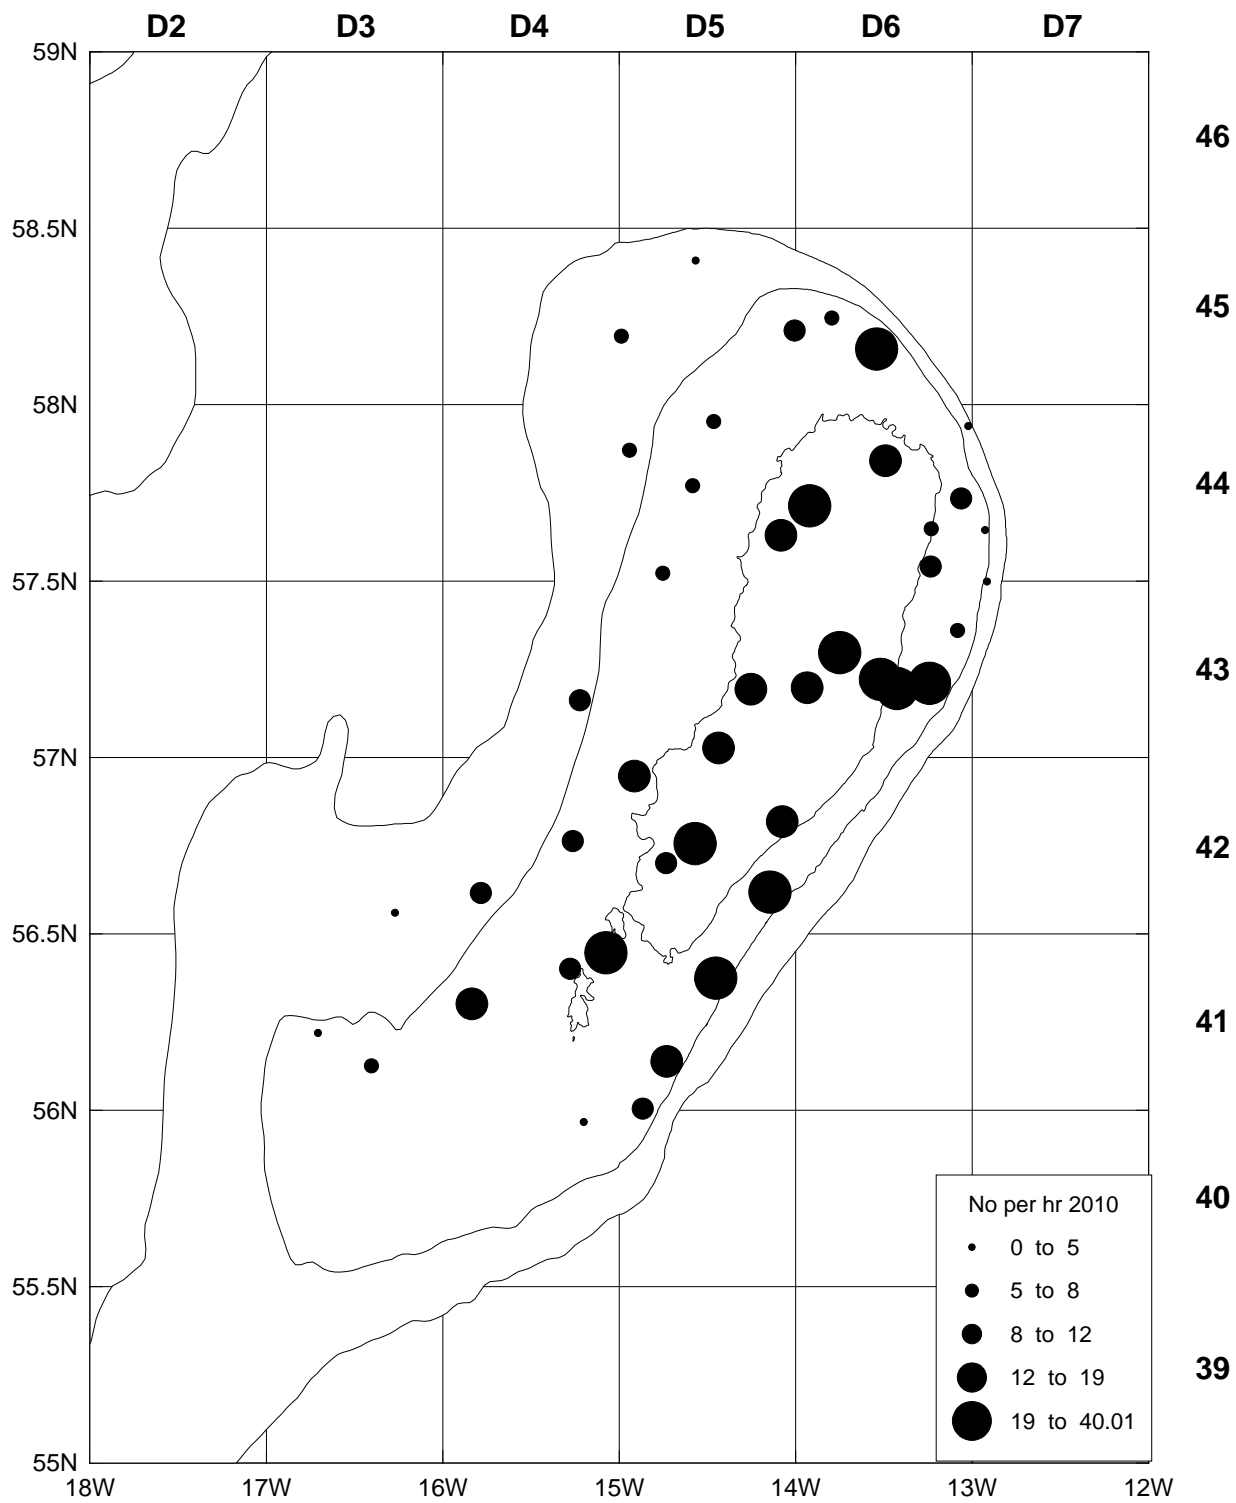 D2 D3 D4 D5 D6 D7
59N
46
58.5N
45
58N
44
57.5N
43
57N
42
56.5N
41
56N
40
No per hr 2010
0 to 5
5 to 8
8 to 12
12 to 19
19 to 40.01
55.5N
39
55N
18W 17W 16W 15W 14W 13W 12W